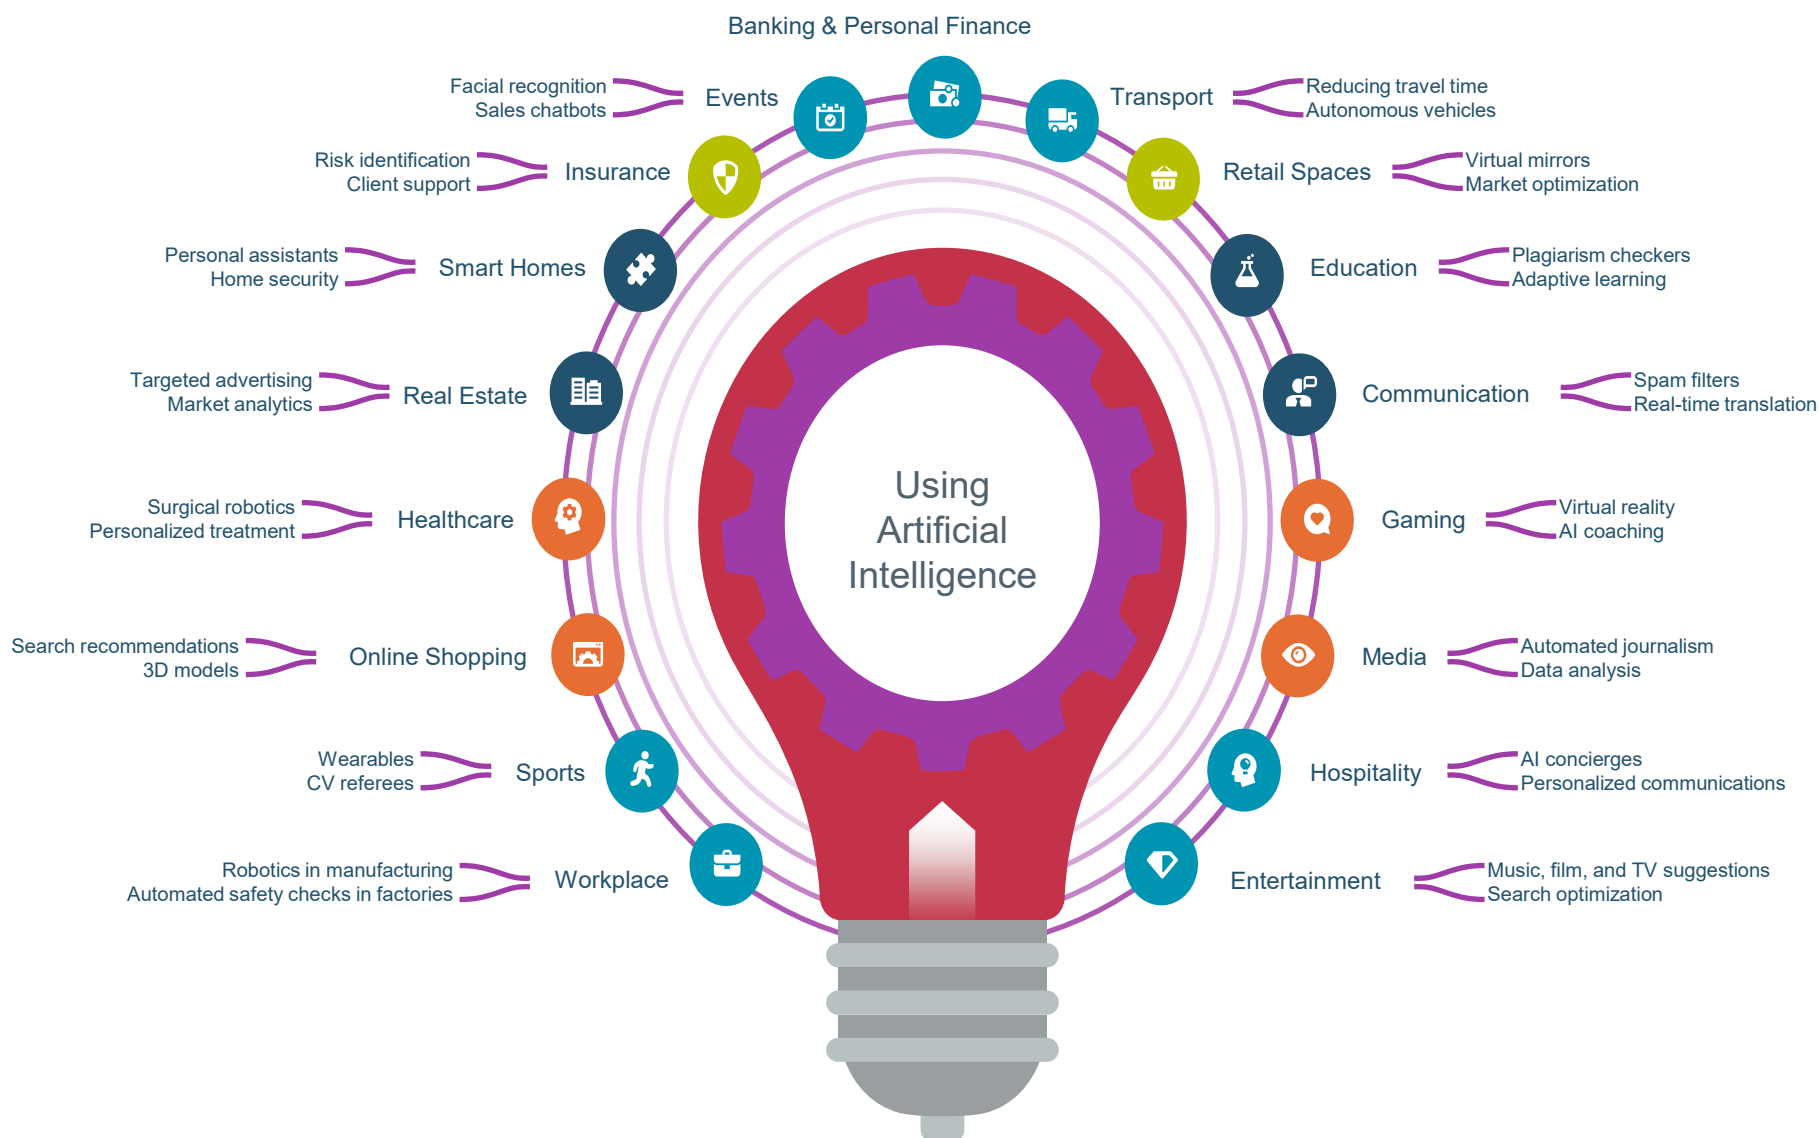 Banking & Personal Finance
Facial recognition
Sales chatbots
Events
Transport
Reducing travel time
Autonomous vehicles
Risk identification
Client support
Insurance
Retail Spaces
Virtual mirrors
Market optimization
Personal assistants
Home security
Smart Homes
Education
Plagiarism checkers
Adaptive learning
Targeted advertising
Market analytics
Real Estate
Communication
Spam filters
Real-time translation
Using
Artificial
Intelligence
Surgical robotics
Personalized treatment
Healthcare
Gaming
Virtual reality
AI coaching
Search recommendations
3D models
Online Shopping
Media
Automated journalism
Data analysis
Wearables
CV referees
Sports
Hospitality
AI concierges
Personalized communications
Robotics in manufacturing
Automated safety checks in factories
Workplace
Entertainment
Music, film, and TV suggestions
Search optimization